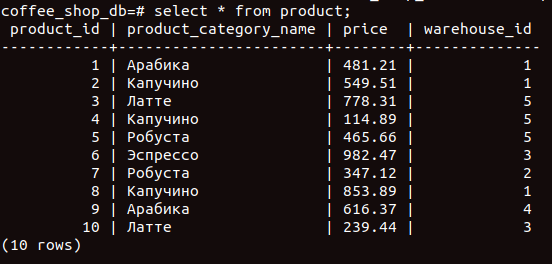 coffee_shop_db=# select * from product;
 product_id | product_category_name | price  | warehouse_id
------------+-----------------------+--------+--------------
          1 | Арабика               | 481.21 |            1
          2 | Капучино              | 549.51 |            1
          3 | Латте                 | 778.31 |            5
          4 | Капучино              | 114.89 |            5
          5 | Робуста               | 465.66 |            5
          6 | Эспрессо              | 982.47 |            3
          7 | Робуста               | 347.12 |            2
          8 | Капучино              | 853.89 |            1
          9 | Арабика               | 616.37 |            4
         10 | Латте                 | 239.44 |            3
(10 rows)